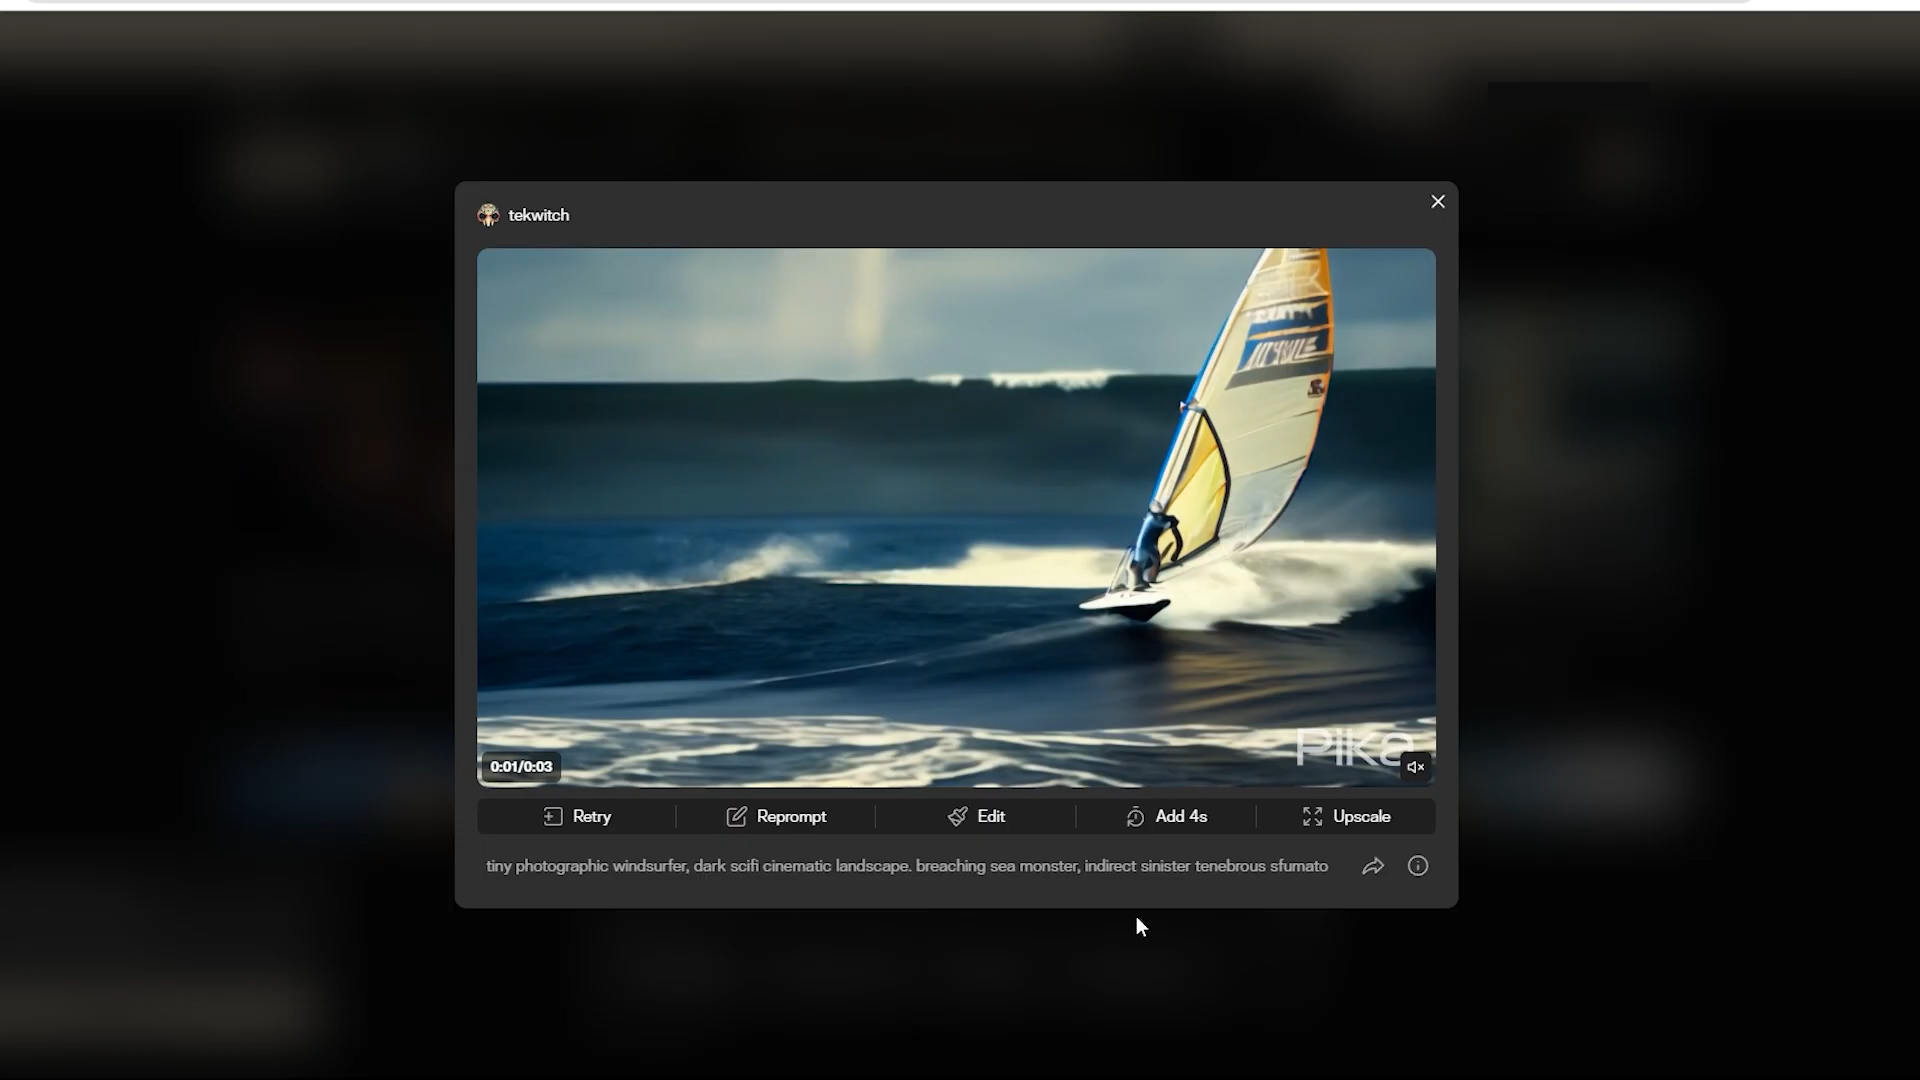 tekwitch
Pika
0:01/0:03
Retry
Reprompt
Edit
Add 4s
Upscale
tiny photographic windsurfer, dark scifi cinematic landscape. breaching sea monster, indirect sinister tenebrous sfumato